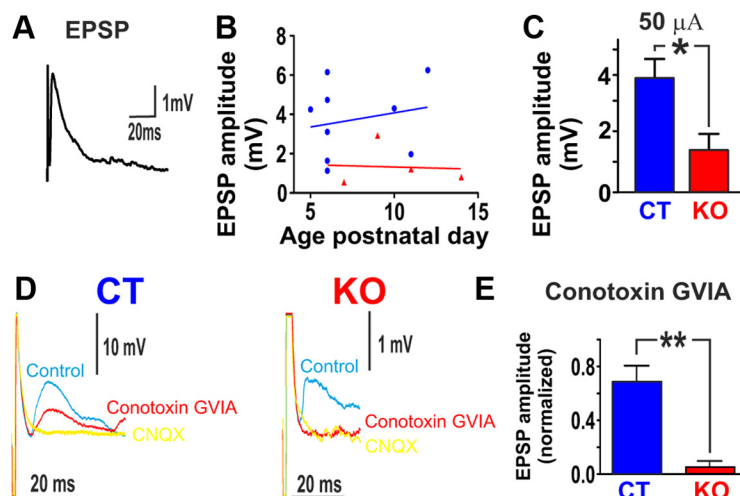 A
EPSP
1mV
20ms
B
EPSP amplitude
(mV)
8
6
4
2
0
5
10
15
Age postnatal day
C
50 µA
*
EPSP amplitude
(mV)
4
2
0
CT
KO
D
CT
10 mV
Control
Conotoxin GVIA
CNQX
20 ms
KO
1 mV
Control
Conotoxin GVIA
CNQX
20 ms
E
Conotoxin GVIA
**
EPSP amplitude
(normalized)
0.8
0.4
0.0
CT
KO